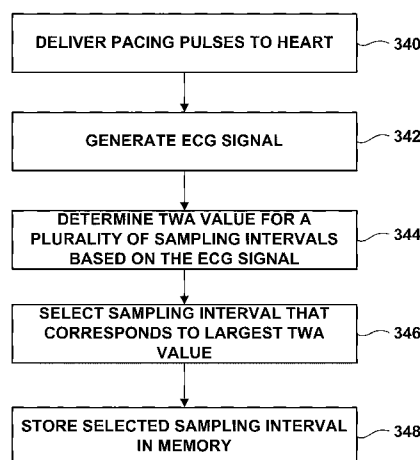 DELIVER PACING PULSES TO HEART
340
GENERATE ECG SIGNAL
342
DETERMINE TWA VALUE FOR A
PLURALITY OF SAMPLING INTERVALS
BASED ON THE ECG SIGNAL
344
SELECT SAMPLING INTERVAL THAT
CORRESPONDS TO LARGEST TWA
VALUE
346
STORE SELECTED SAMPLING INTERVAL
IN MEMORY
348